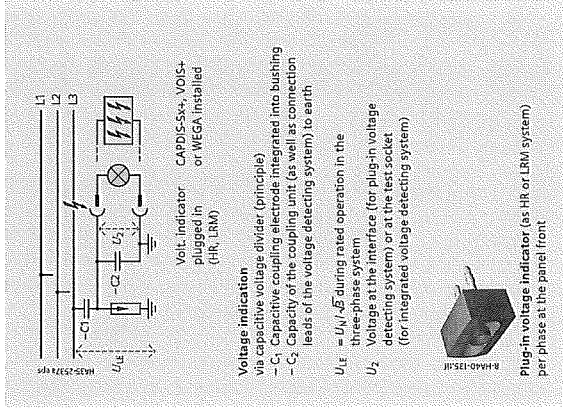 L1
L2
L3
HA35-2537a eps
– C1
– C2
U2
ULE
Volt. indicator
plugged in
(HR, LRM)
CAPDIS-Sx+, VOIS+
or WEGA installed
Voltage indication
via capacitive voltage divider (principle)
– C1 Capacitive coupling electrode integrated into bushing
– C2 Capacity of the coupling unit (as well as connection
leads of the voltage detecting system) to earth
ULE = UN/√3 during rated operation in the
three-phase system
U2 Voltage at the interface (for plug-in voltage
detecting system) or at the test socket
(for integrated voltage detecting system)
R-HA40-135.tif
Plug-in voltage indicator (as HR or LRM system)
per phase at the panel front